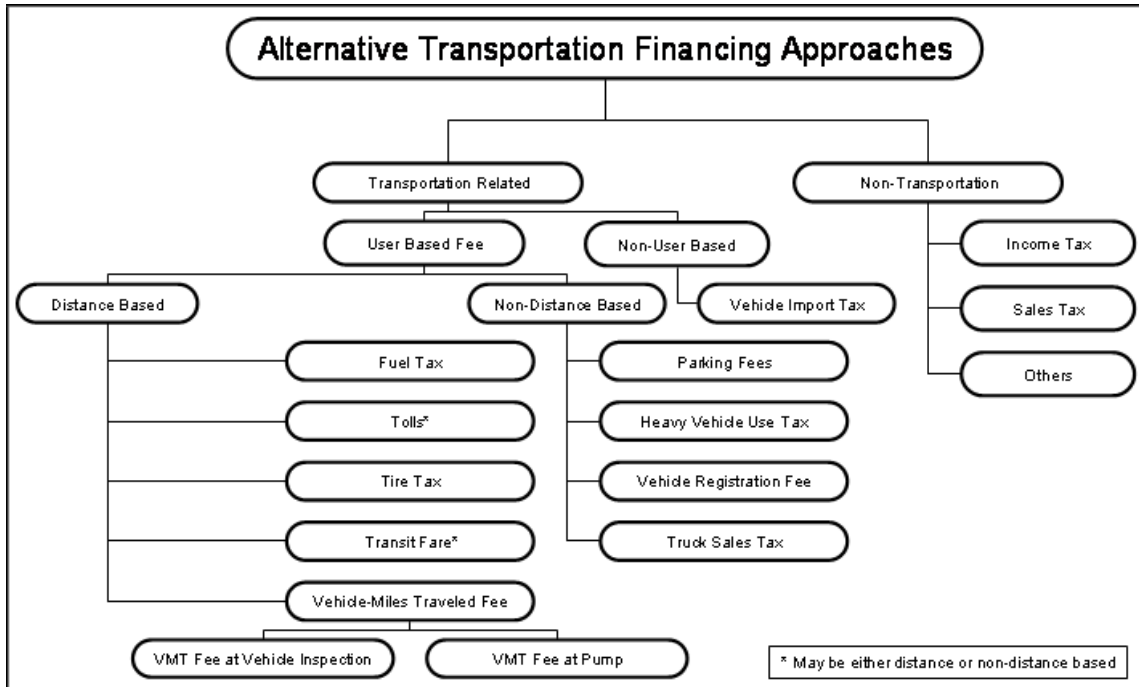 Alternative Transportation Financing Approaches
Transportation Related
Non-Transportation
User Based Fee
Non-User Based
Income Tax
Distance Based
Non-Distance Based
Vehicle Import Tax
Sales Tax
Fuel Tax
Parking Fees
Others
Tolls*
Heavy Vehicle Use Tax
Tire Tax
Vehicle Registration Fee
Transit Fare*
Truck Sales Tax
Vehicle-Miles Traveled Fee
VMT Fee at Vehicle Inspection
VMT Fee at Pump
* May be either distance or non-distance based